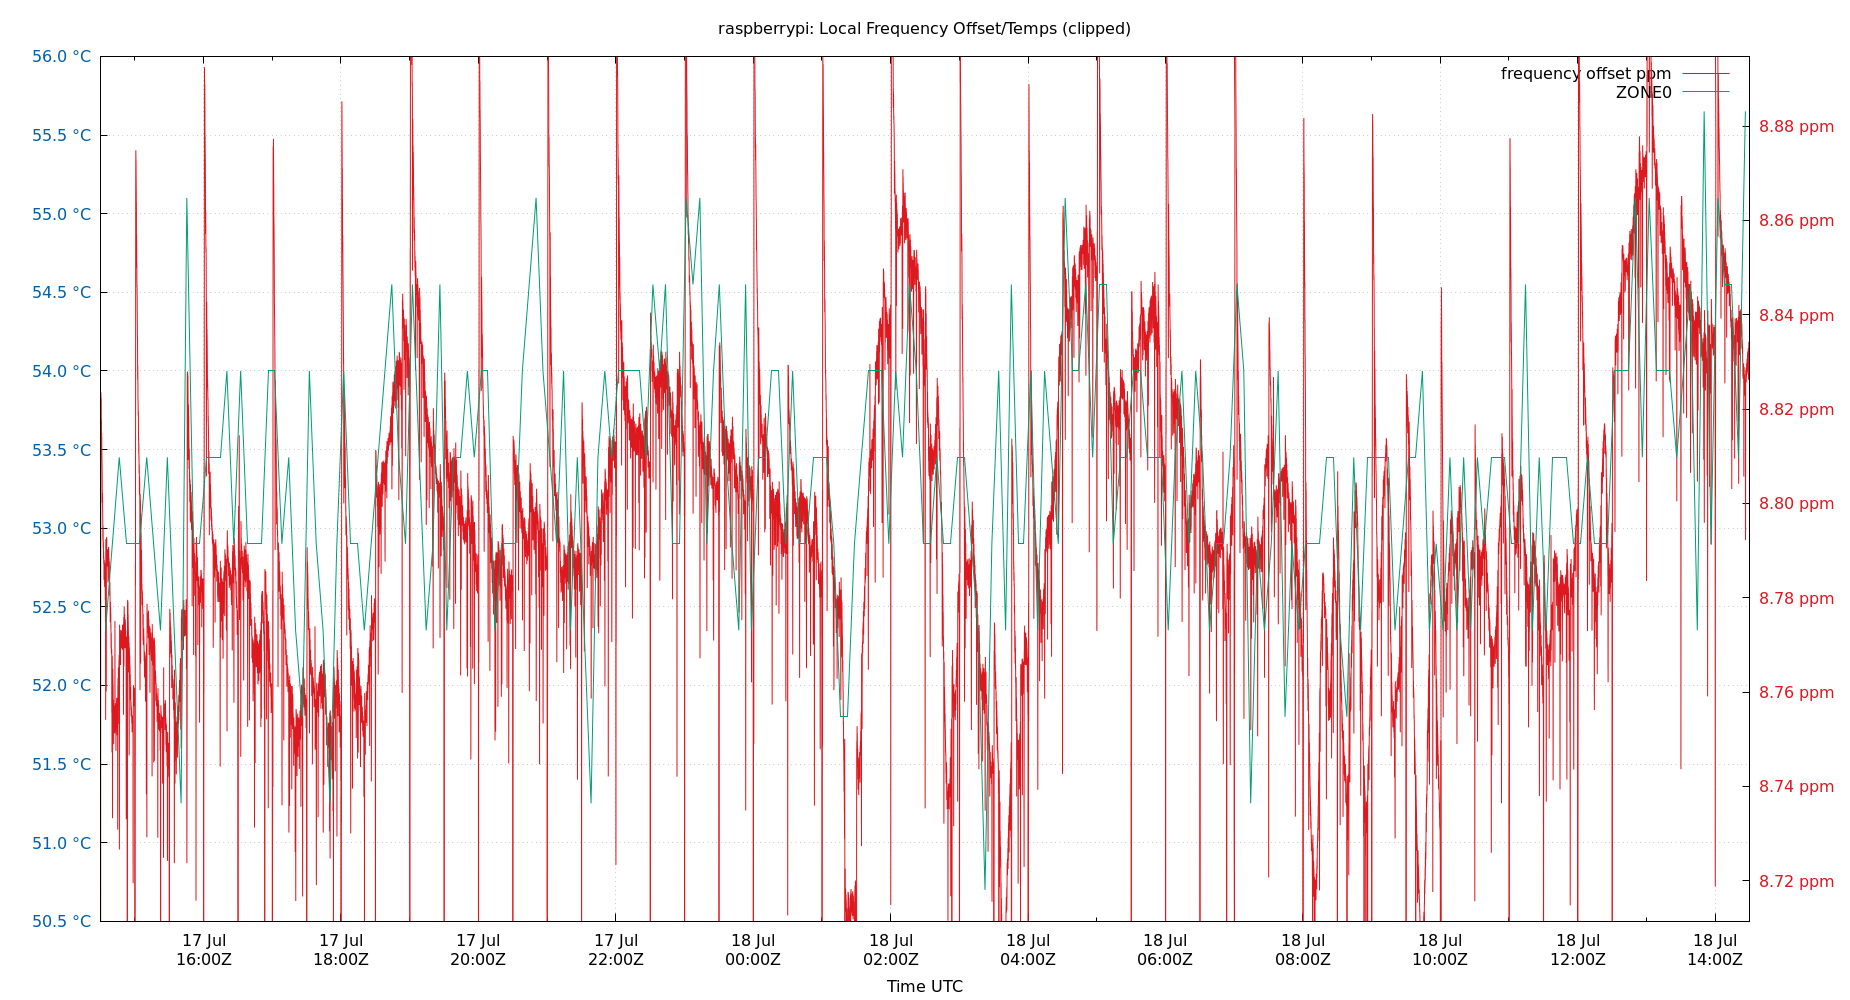 raspberrypi: Local Frequency Offset/Temps (clipped)
56.0 °C
55.5 °C
55.0 °C
54.5 °C
54.0 °C
53.5 °C
53.0 °C
52.5 °C
52.0 °C
51.5 °C
51.0 °C
50.5 °C
frequency offset ppm
ZONE0
8.88 ppm
8.86 ppm
8.84 ppm
8.82 ppm
8.80 ppm
8.78 ppm
8.76 ppm
8.74 ppm
8.72 ppm
17 Jul 17 Jul 17 Jul 17 Jul 18 Jul 18 Jul 18 Jul 18 Jul 18 Jul 18 Jul 18 Jul 18 Jul
16:00Z 18:00Z 20:00Z 22:00Z 00:00Z 02:00Z 04:00Z 06:00Z 08:00Z 10:00Z 12:00Z 14:00Z
Time UTC